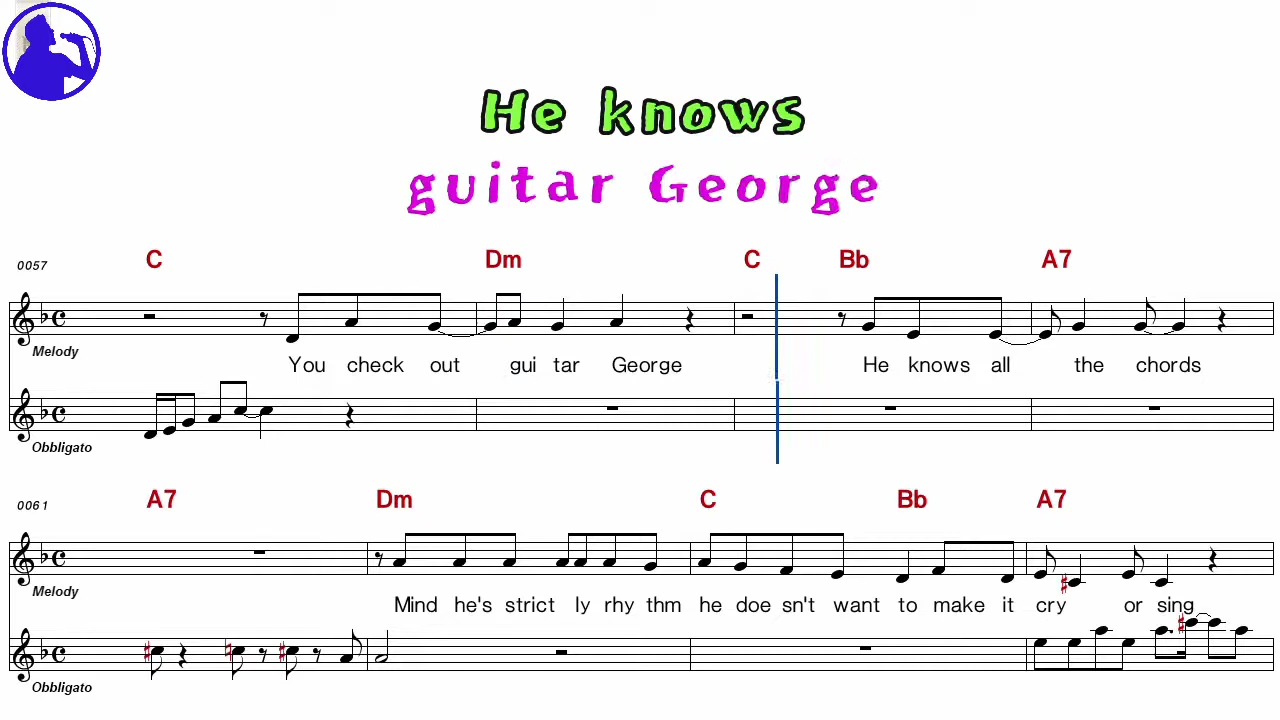 He knows
guitar George
0057 C Dm C Bb A7
Melody
You check out gui tar George He knows all the chords
Obbligato
0061 A7 Dm C Bb A7
Melody
Mind he's strict ly rhy thm he doe sn't want to make it cry or sing
Obbligato